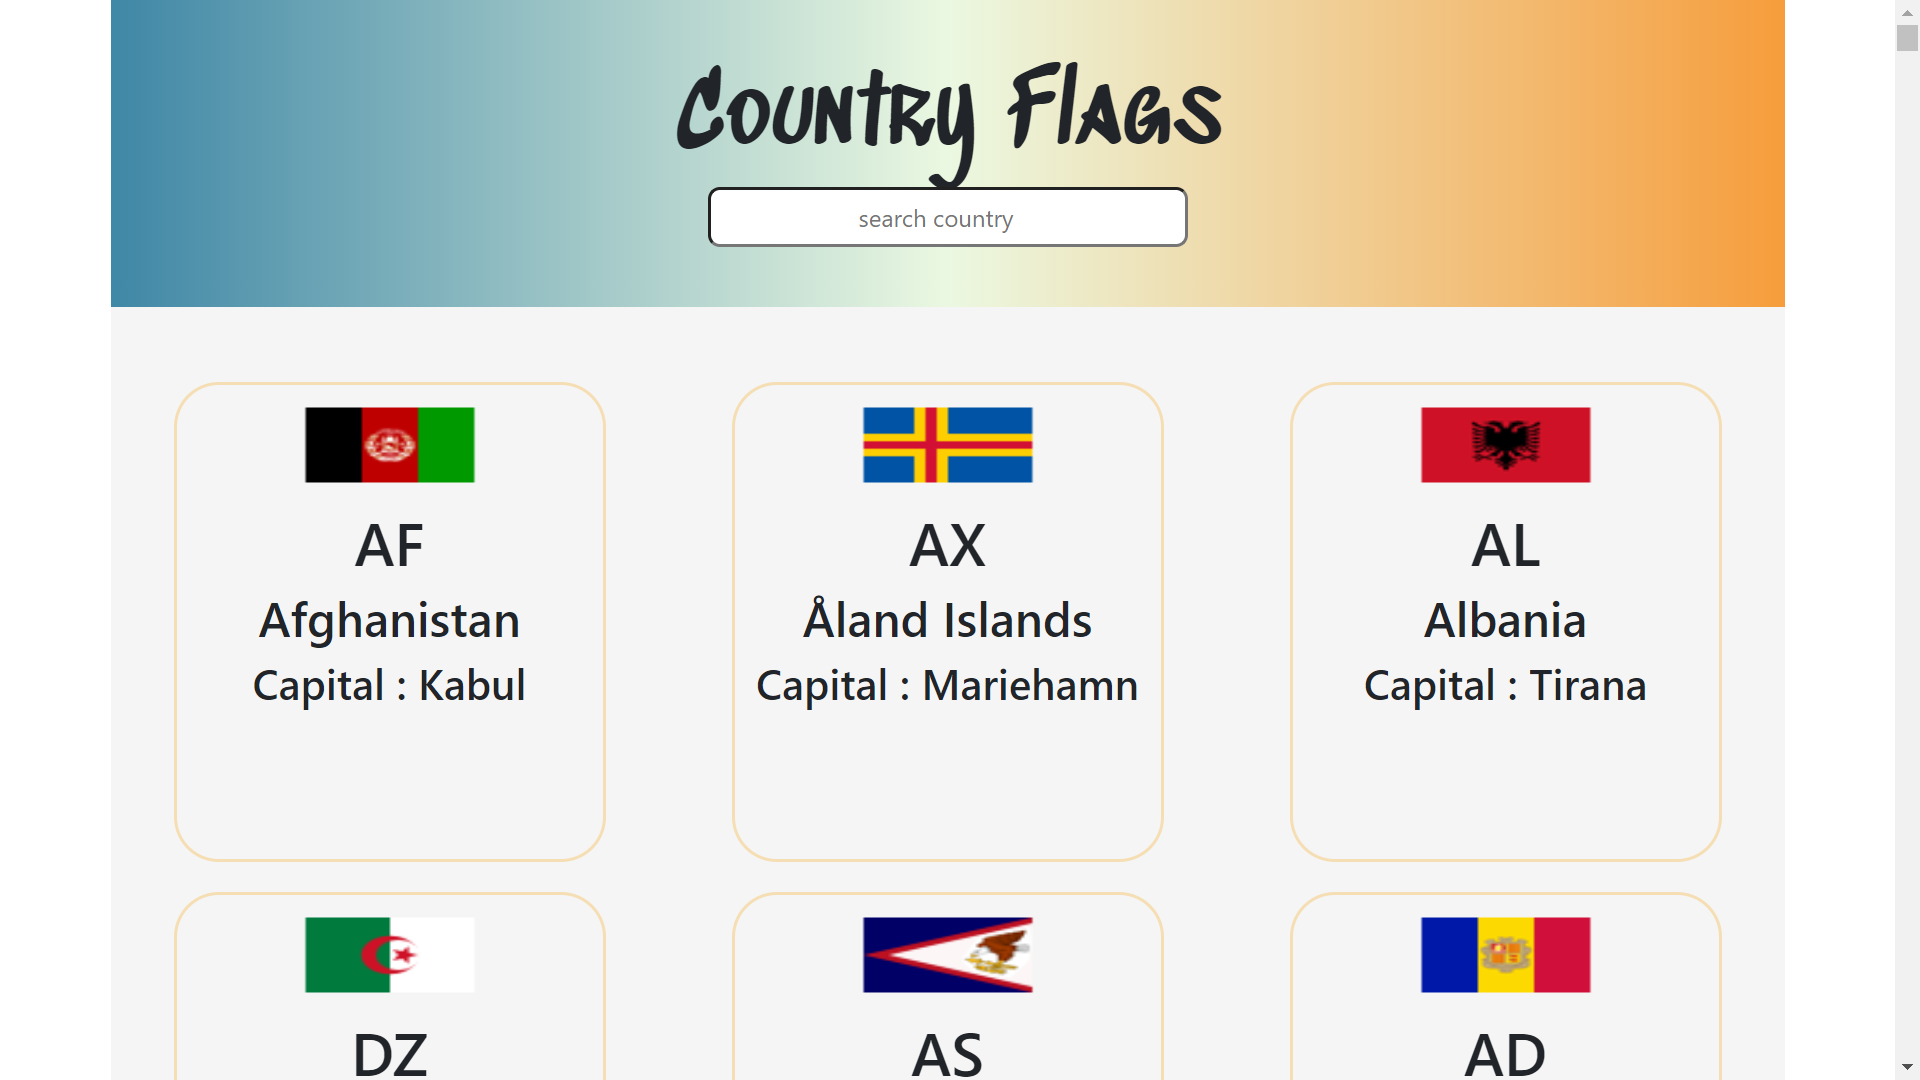 Country Flags
search country
AF
Afghanistan
Capital : Kabul
AX
Åland Islands
Capital : Mariehamn
AL
Albania
Capital : Tirana
DZ
AS
AD